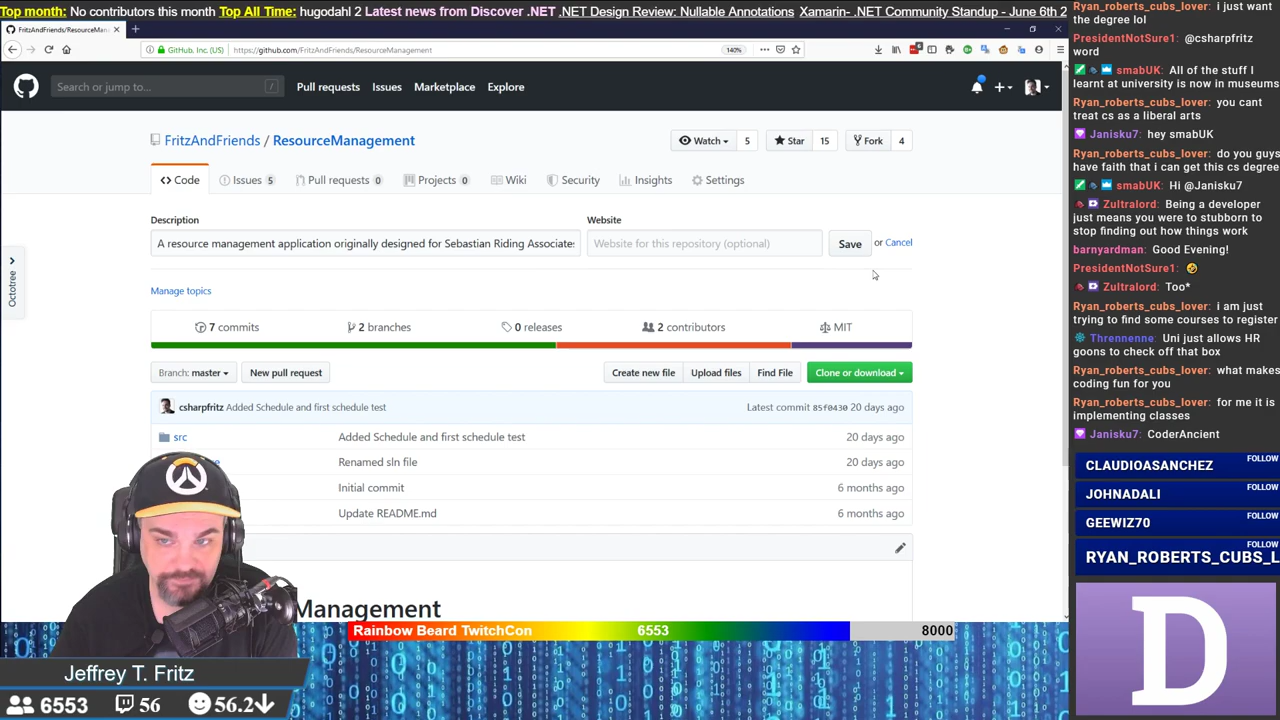 Top monthly: No contributors this month Top All Time: hugodahl 2 Latest news from Discover .NET .NET Design Review: Nullable Annotations Xamarin- .NET Community Standup - June 6th 2
FritzAndFriends/ResourceMan
GitHub, Inc. (US) https://github.com/FritzAndFriends/ResourceManagement 140%
Search or jump to... / Pull requests Issues Marketplace Explore
FritzAndFriends / ResourceManagement Watch 5 Star 15 Fork 4
Code Issues 5 Pull requests 0 Projects 0 Wiki Security Insights Settings
Description Website
A resource management application originally designed for Sebastian Riding Associates Website for this repository (optional) Save or Cancel
Octotree
Manage topics
7 commits 2 branches 0 releases 2 contributors MIT
Branch: master New pull request Create new file Upload files Find File Clone or download
csharpfritz Added Schedule and first schedule test Latest commit 85f0430 20 days ago
src Added Schedule and first schedule test 20 days ago
Renamed sln file 20 days ago
Initial commit 6 months ago
Update README.md 6 months ago
Management
Rainbow Beard TwitchCon 6553 8000
Jeffrey T. Fritz
6553 56 56.2
Ryan_roberts_cubs_lover: i just want
the degree lol
PresidentNotSure1: @csharpfritz
word
smabUK: All of the stuff I
learnt at university is now in museums
Ryan_roberts_cubs_lover: you cant
treat cs as a liberal arts
Janisku7: hey smabUK
Ryan_roberts_cubs_lover: do you guys
have feith that i can get this cs degree
smabUK: Hi @Janisku7
Zultralord: Being a developer
just means you were to stubborn to
stop finding out how things work
barnyardman: Good Evening!
PresidentNotSure1:
Zultralord: Too*
Ryan_roberts_cubs_lover: i am just
trying to find some courses to register
Thrennenne: Uni just allows HR
goons to check off that box
Ryan_roberts_cubs_lover: what makes
coding fun for you
Ryan_roberts_cubs_lover: for me it is
implementing classes
Janisku7: CoderAncient
CLAUDIOASANCHEZ FOLLOW
JOHNADALI FOLLOW
GEEWIZ70 FOLLOW
RYAN_ROBERTS_CUBS_L FOLLOW
D